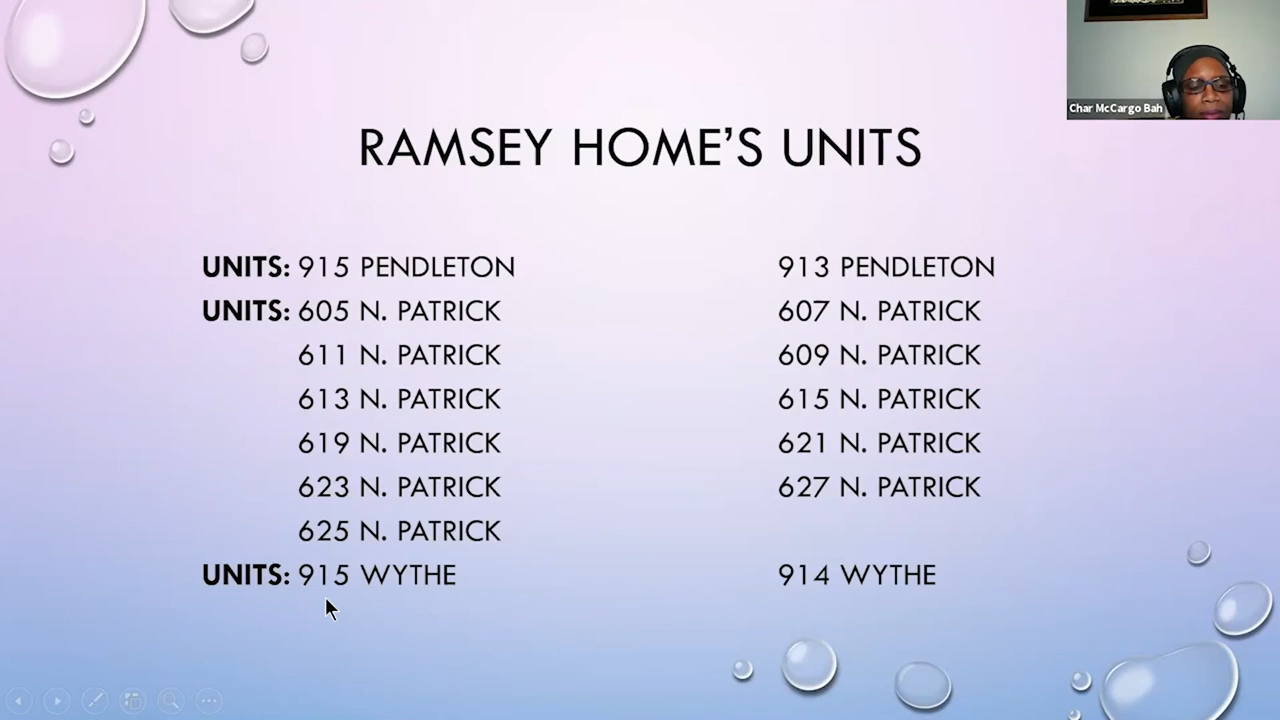 Char McCargo Bah
RAMSEY HOME’S UNITS
UNITS: 915 PENDLETON 913 PENDLETON
UNITS: 605 N. PATRICK 607 N. PATRICK
611 N. PATRICK 609 N. PATRICK
613 N. PATRICK 615 N. PATRICK
619 N. PATRICK 621 N. PATRICK
623 N. PATRICK 627 N. PATRICK
625 N. PATRICK
UNITS: 915 WYTHE 914 WYTHE